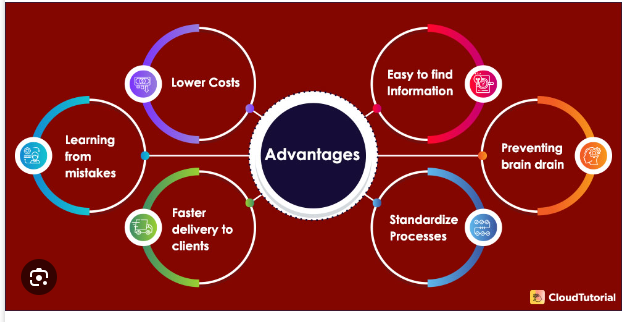 Lower Costs
Easy to find
Information
Learning
from
mistakes
Advantages
Preventing
brain drain
Faster
delivery to
clients
Standardize
Processes
CloudTutorial